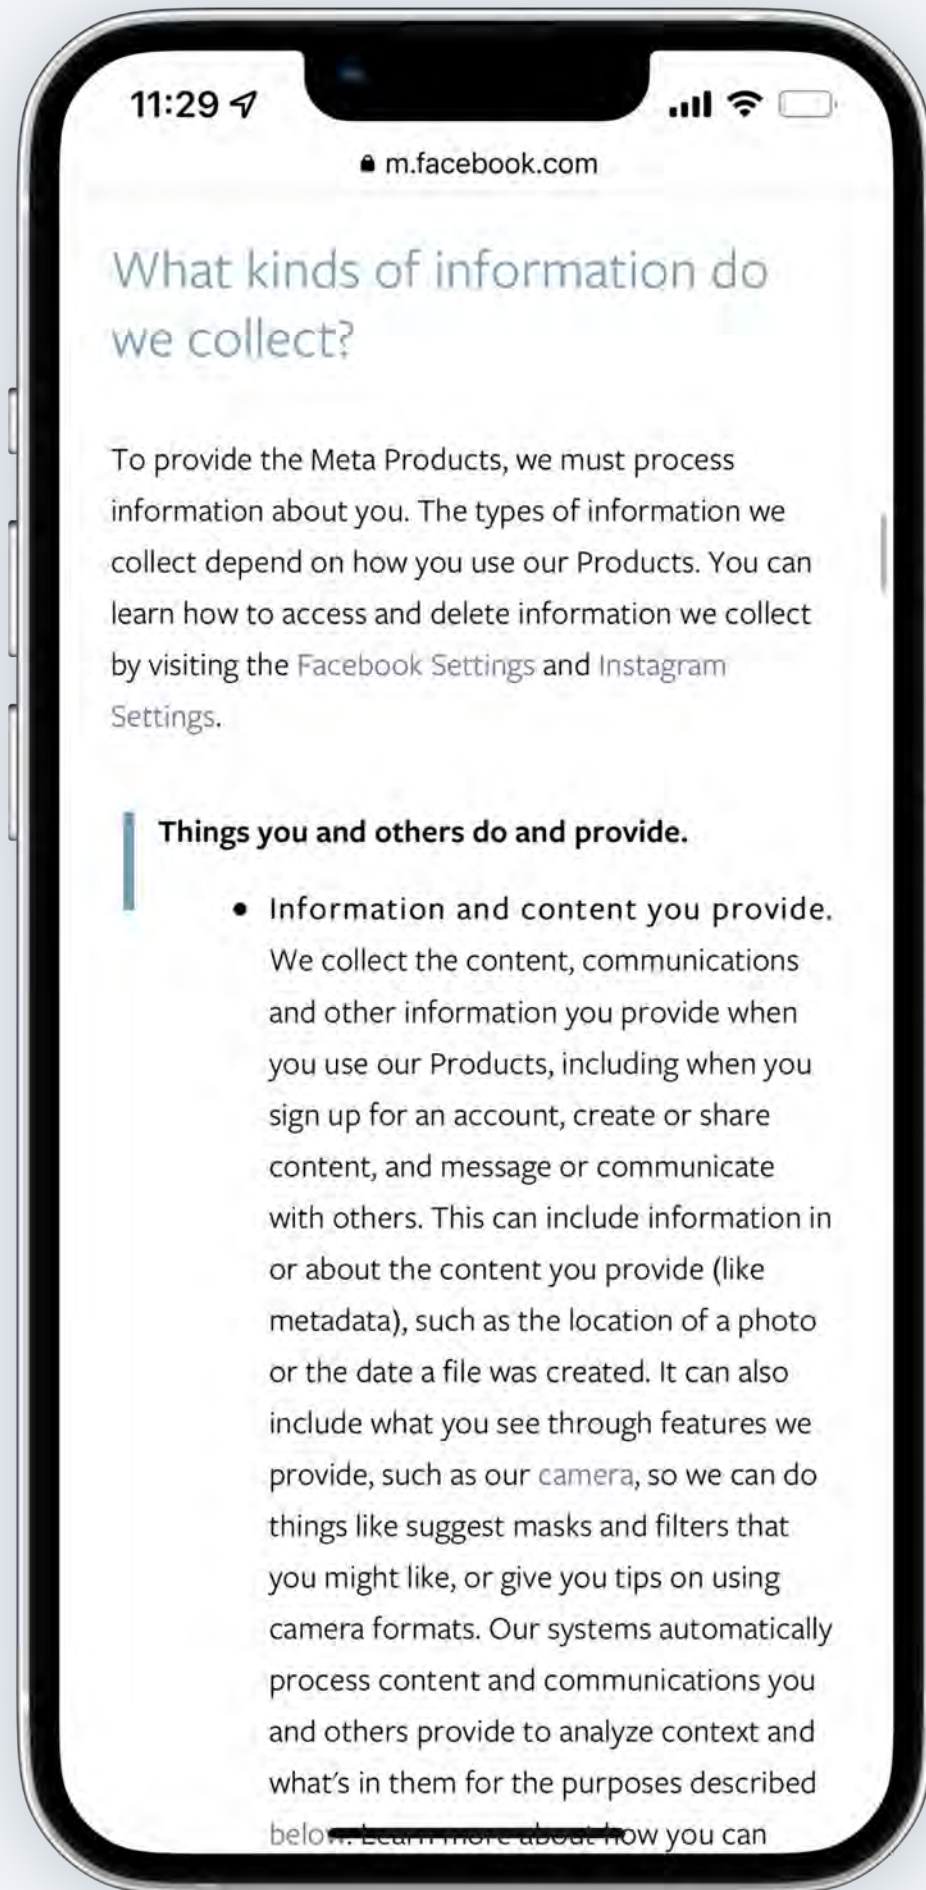 11:29
m.facebook.com
What kinds of information do
we collect?
To provide the Meta Products, we must process
information about you. The types of information we
collect depend on how you use our Products. You can
learn how to access and delete information we collect
by visiting the Facebook Settings and Instagram
Settings.
Things you and others do and provide.
• Information and content you provide.
We collect the content, communications
and other information you provide when
you use our Products, including when you
sign up for an account, create or share
content, and message or communicate
with others. This can include information in
or about the content you provide (like
metadata), such as the location of a photo
or the date a file was created. It can also
include what you see through features we
provide, such as our camera, so we can do
things like suggest masks and filters that
you might like, or give you tips on using
camera formats. Our systems automatically
process content and communications you
and others provide to analyze context and
what's in them for the purposes described
below. Learn more about how you can